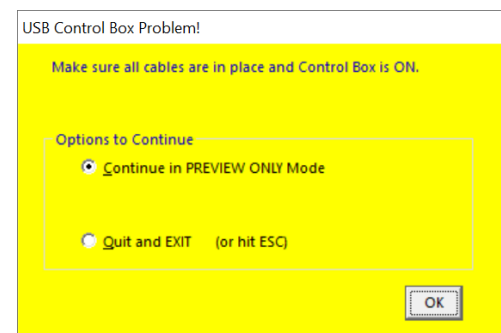 USB Control Box Problem!
Make sure all cables are in place and Control Box is ON.
Options to Continue
Continue in PREVIEW ONLY Mode
Quit and EXIT (or hit ESC)
OK